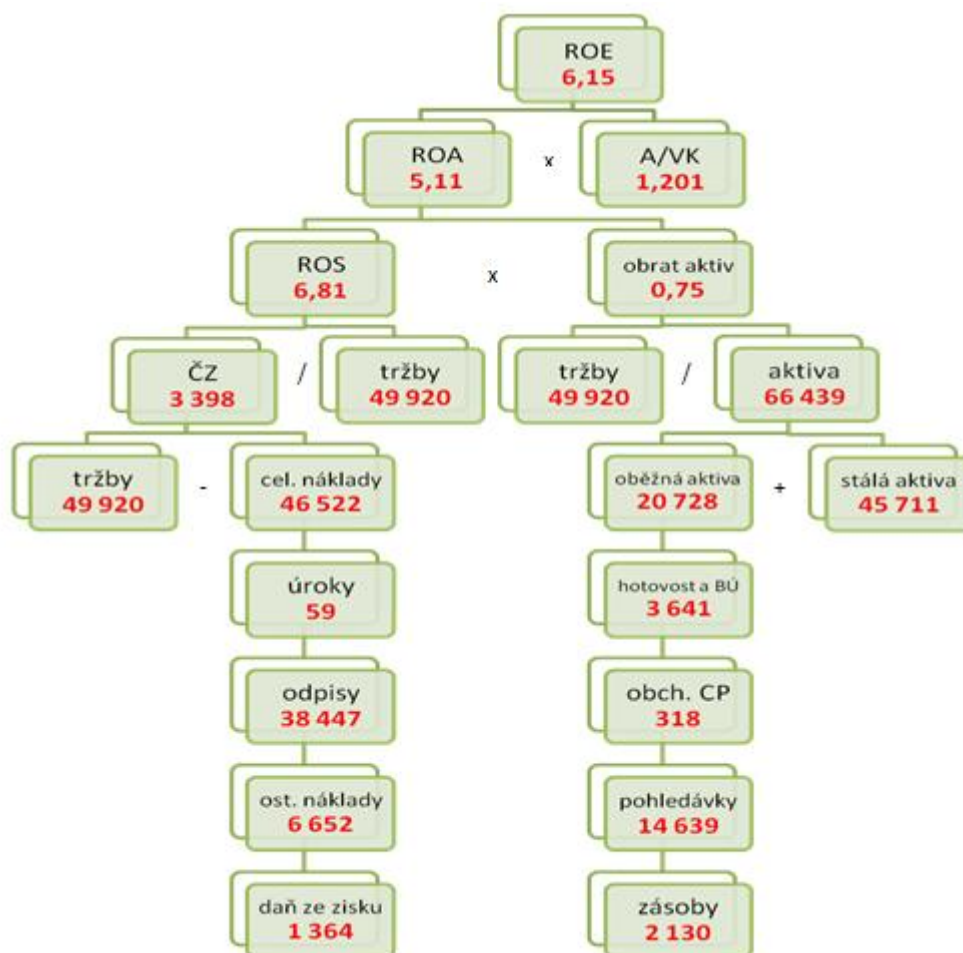 ROE
6,15
ROA
5,11
x
A/VK
1,201
ROS
6,81
x
obrat aktiv
0,75
ČZ
3 398
/
tržby
49 920
tržby
49 920
/
aktiva
66 439
tržby
49 920
-
cel. náklady
46 522
oběžná aktiva
20 728
+
stálá aktiva
45 711
úroky
59
hotovost a BÚ
3 641
odpisy
38 447
obch. CP
318
ost. náklady
6 652
pohledávky
14 639
daň ze zisku
1 364
zásoby
2 130